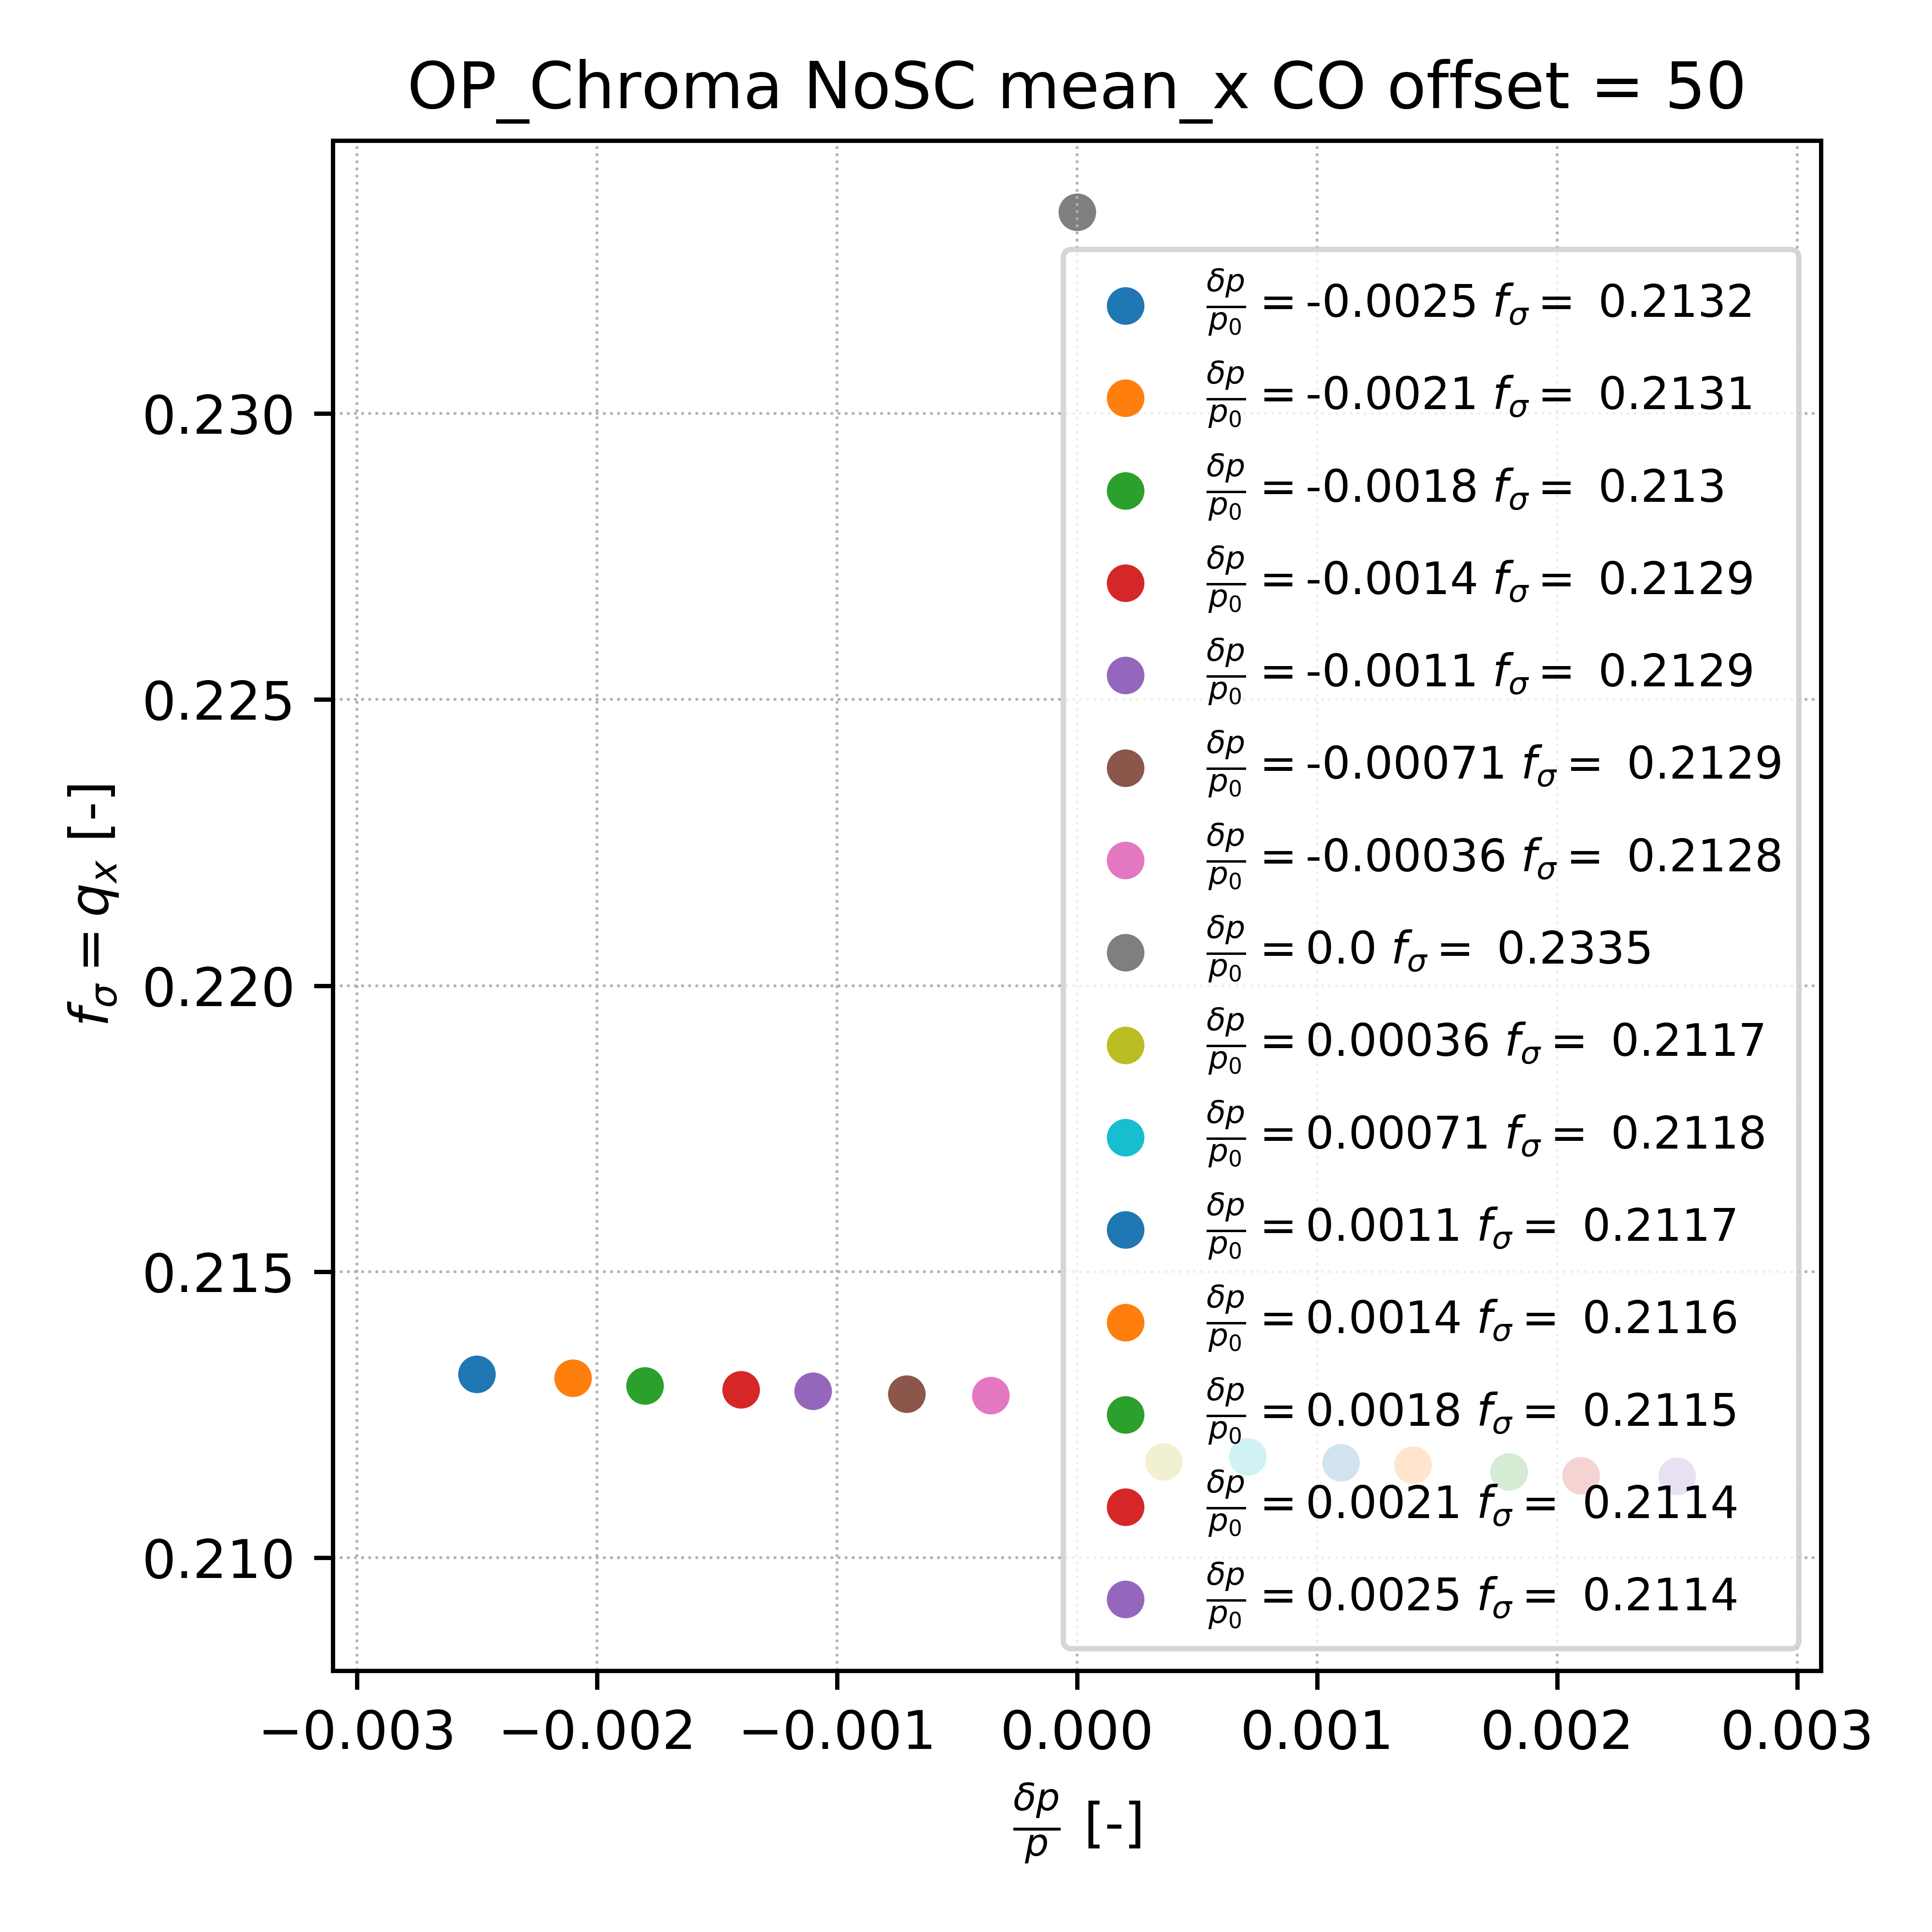 OP_Chroma NoSC mean_x CO offset = 50
0.230
0.225
0.220
0.215
0.210
f_σ = q_x [-]
δp/p₀ = -0.0025 f_σ = 0.2132
δp/p₀ = -0.0021 f_σ = 0.2131
δp/p₀ = -0.0018 f_σ = 0.213
δp/p₀ = -0.0014 f_σ = 0.2129
δp/p₀ = -0.0011 f_σ = 0.2129
δp/p₀ = -0.00071 f_σ = 0.2129
δp/p₀ = -0.00036 f_σ = 0.2128
δp/p₀ = 0.0 f_σ = 0.2335
δp/p₀ = 0.00036 f_σ = 0.2117
δp/p₀ = 0.00071 f_σ = 0.2118
δp/p₀ = 0.0011 f_σ = 0.2117
δp/p₀ = 0.0014 f_σ = 0.2116
δp/p₀ = 0.0018 f_σ = 0.2115
δp/p₀ = 0.0021 f_σ = 0.2114
δp/p₀ = 0.0025 f_σ = 0.2114
−0.003 −0.002 −0.001 0.000 0.001 0.002 0.003
δp/p [-]